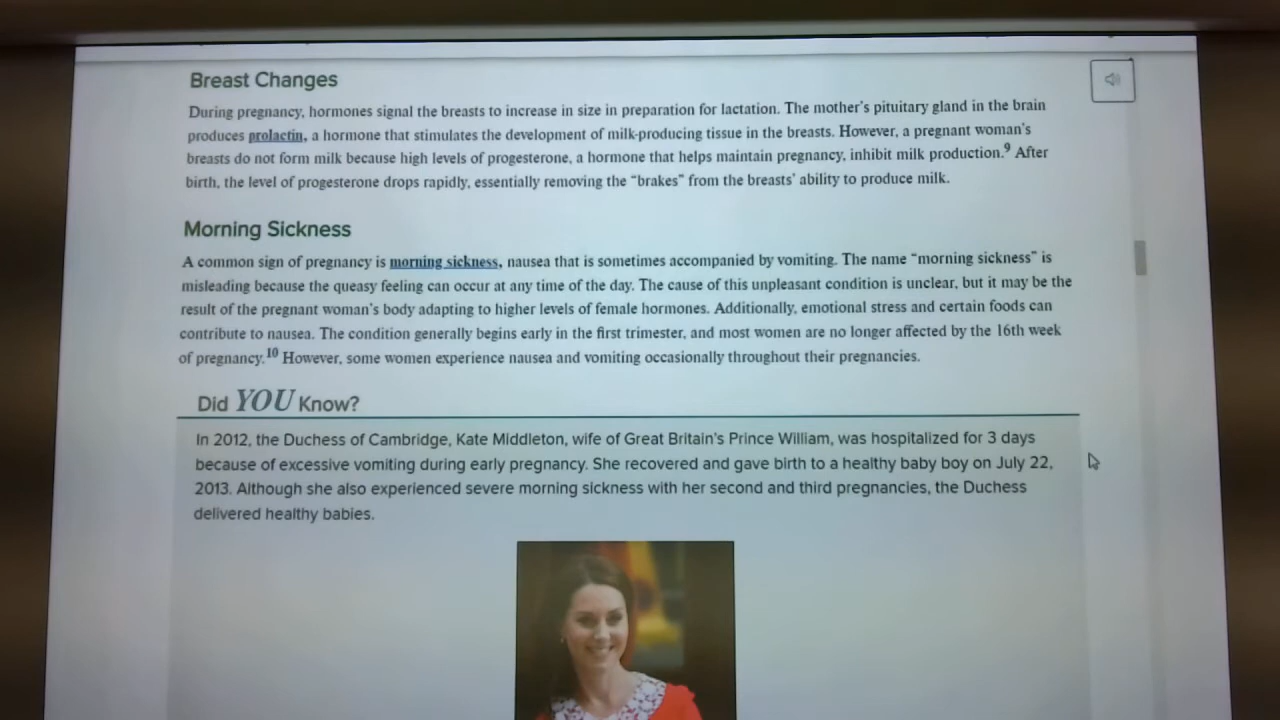 Breast Changes
During pregnancy, hormones signal the breasts to increase in size in preparation for lactation. The mother's pituitary gland in the brain
produces prolactin, a hormone that stimulates the development of milk-producing tissue in the breasts. However, a pregnant woman's
breasts do not form milk because high levels of progesterone, a hormone that helps maintain pregnancy, inhibit milk production.9 After
birth, the level of progesterone drops rapidly, essentially removing the “brakes” from the breasts' ability to produce milk.
Morning Sickness
A common sign of pregnancy is morning sickness, nausea that is sometimes accompanied by vomiting. The name “morning sickness” is
misleading because the queasy feeling can occur at any time of the day. The cause of this unpleasant condition is unclear, but it may be the
result of the pregnant woman's body adapting to higher levels of female hormones. Additionally, emotional stress and certain foods can
contribute to nausea. The condition generally begins early in the first trimester, and most women are no longer affected by the 16th week
of pregnancy.10 However, some women experience nausea and vomiting occasionally throughout their pregnancies.
Did YOU Know?
In 2012, the Duchess of Cambridge, Kate Middleton, wife of Great Britain's Prince William, was hospitalized for 3 days
because of excessive vomiting during early pregnancy. She recovered and gave birth to a healthy baby boy on July 22,
2013. Although she also experienced severe morning sickness with her second and third pregnancies, the Duchess
delivered healthy babies.